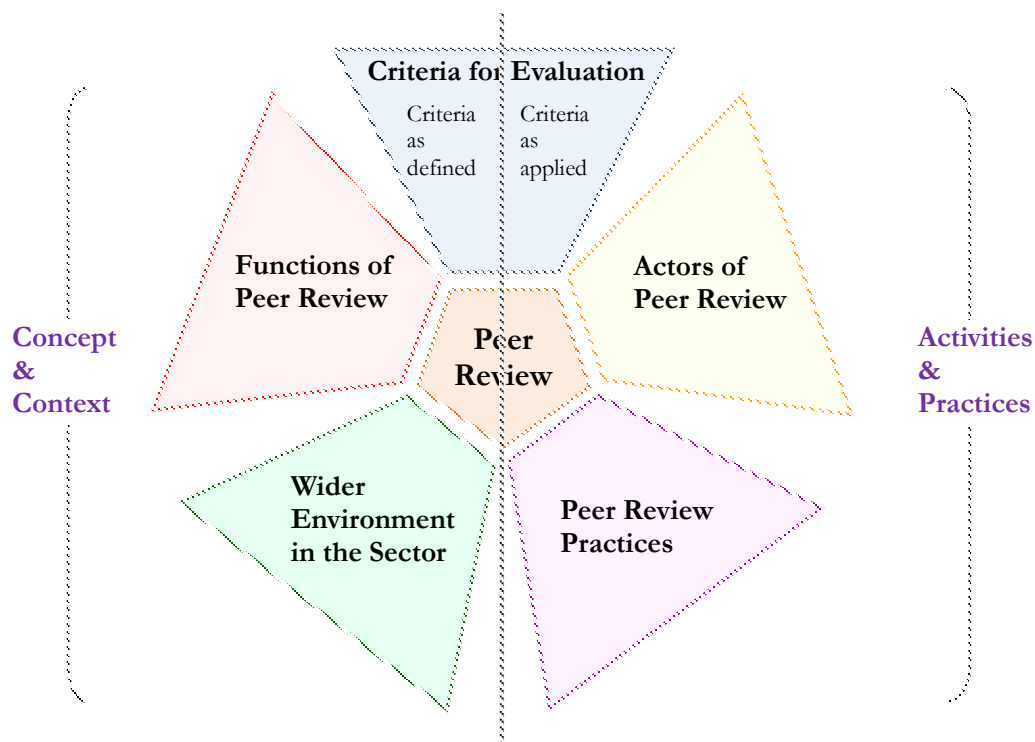 Criteria for Evaluation
Criteria
as
defined
Criteria
as
applied
Functions of
Peer Review
Actors of
Peer Review
Peer
Review
Concept
&
Context
Activities
&
Practices
Wider
Environment
in the Sector
Peer Review
Practices